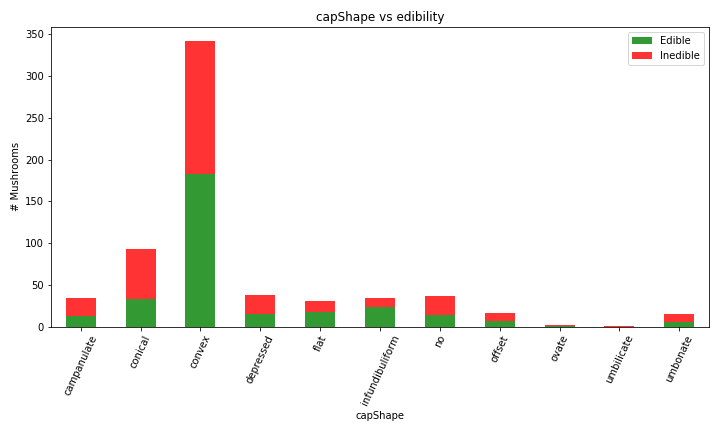 capShape vs edibility
Edible
Inedible
# Mushrooms
350
300
250
200
150
100
50
0
campanulate
conical
convex
depressed
flat
infundibuliform
no
offset
ovate
umbilicate
umbonate
capShape